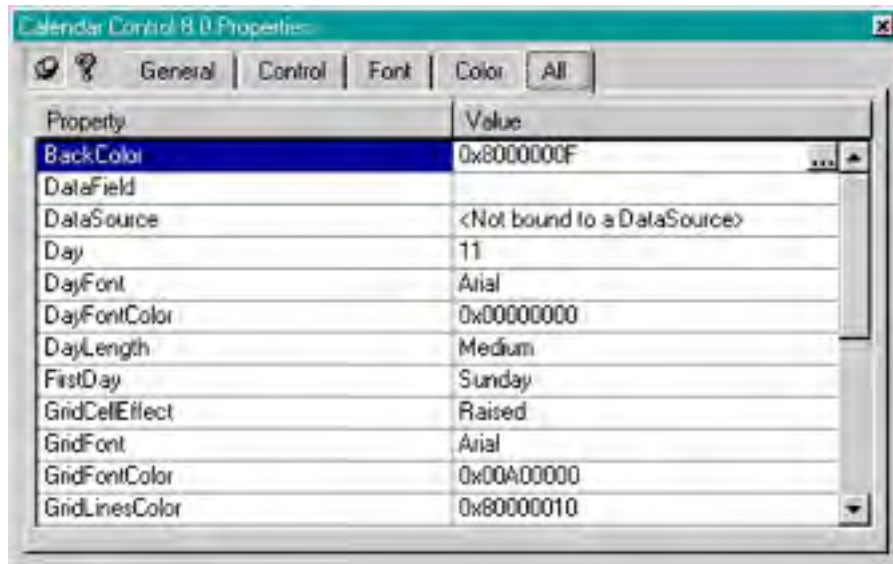 Calendar Control 8.0 Properties
General Control Font Color All
Property Value
BackColor 0x8000000F ...
DataField
DataSource <Not bound to a DataSource>
Day 11
DayFont Arial
DayFontColor 0x00000000
DayLength Medium
FirstDay Sunday
GridCellEffect Raised
GridFont Arial
GridFontColor 0x00A00000
GridLinesColor 0x80000010